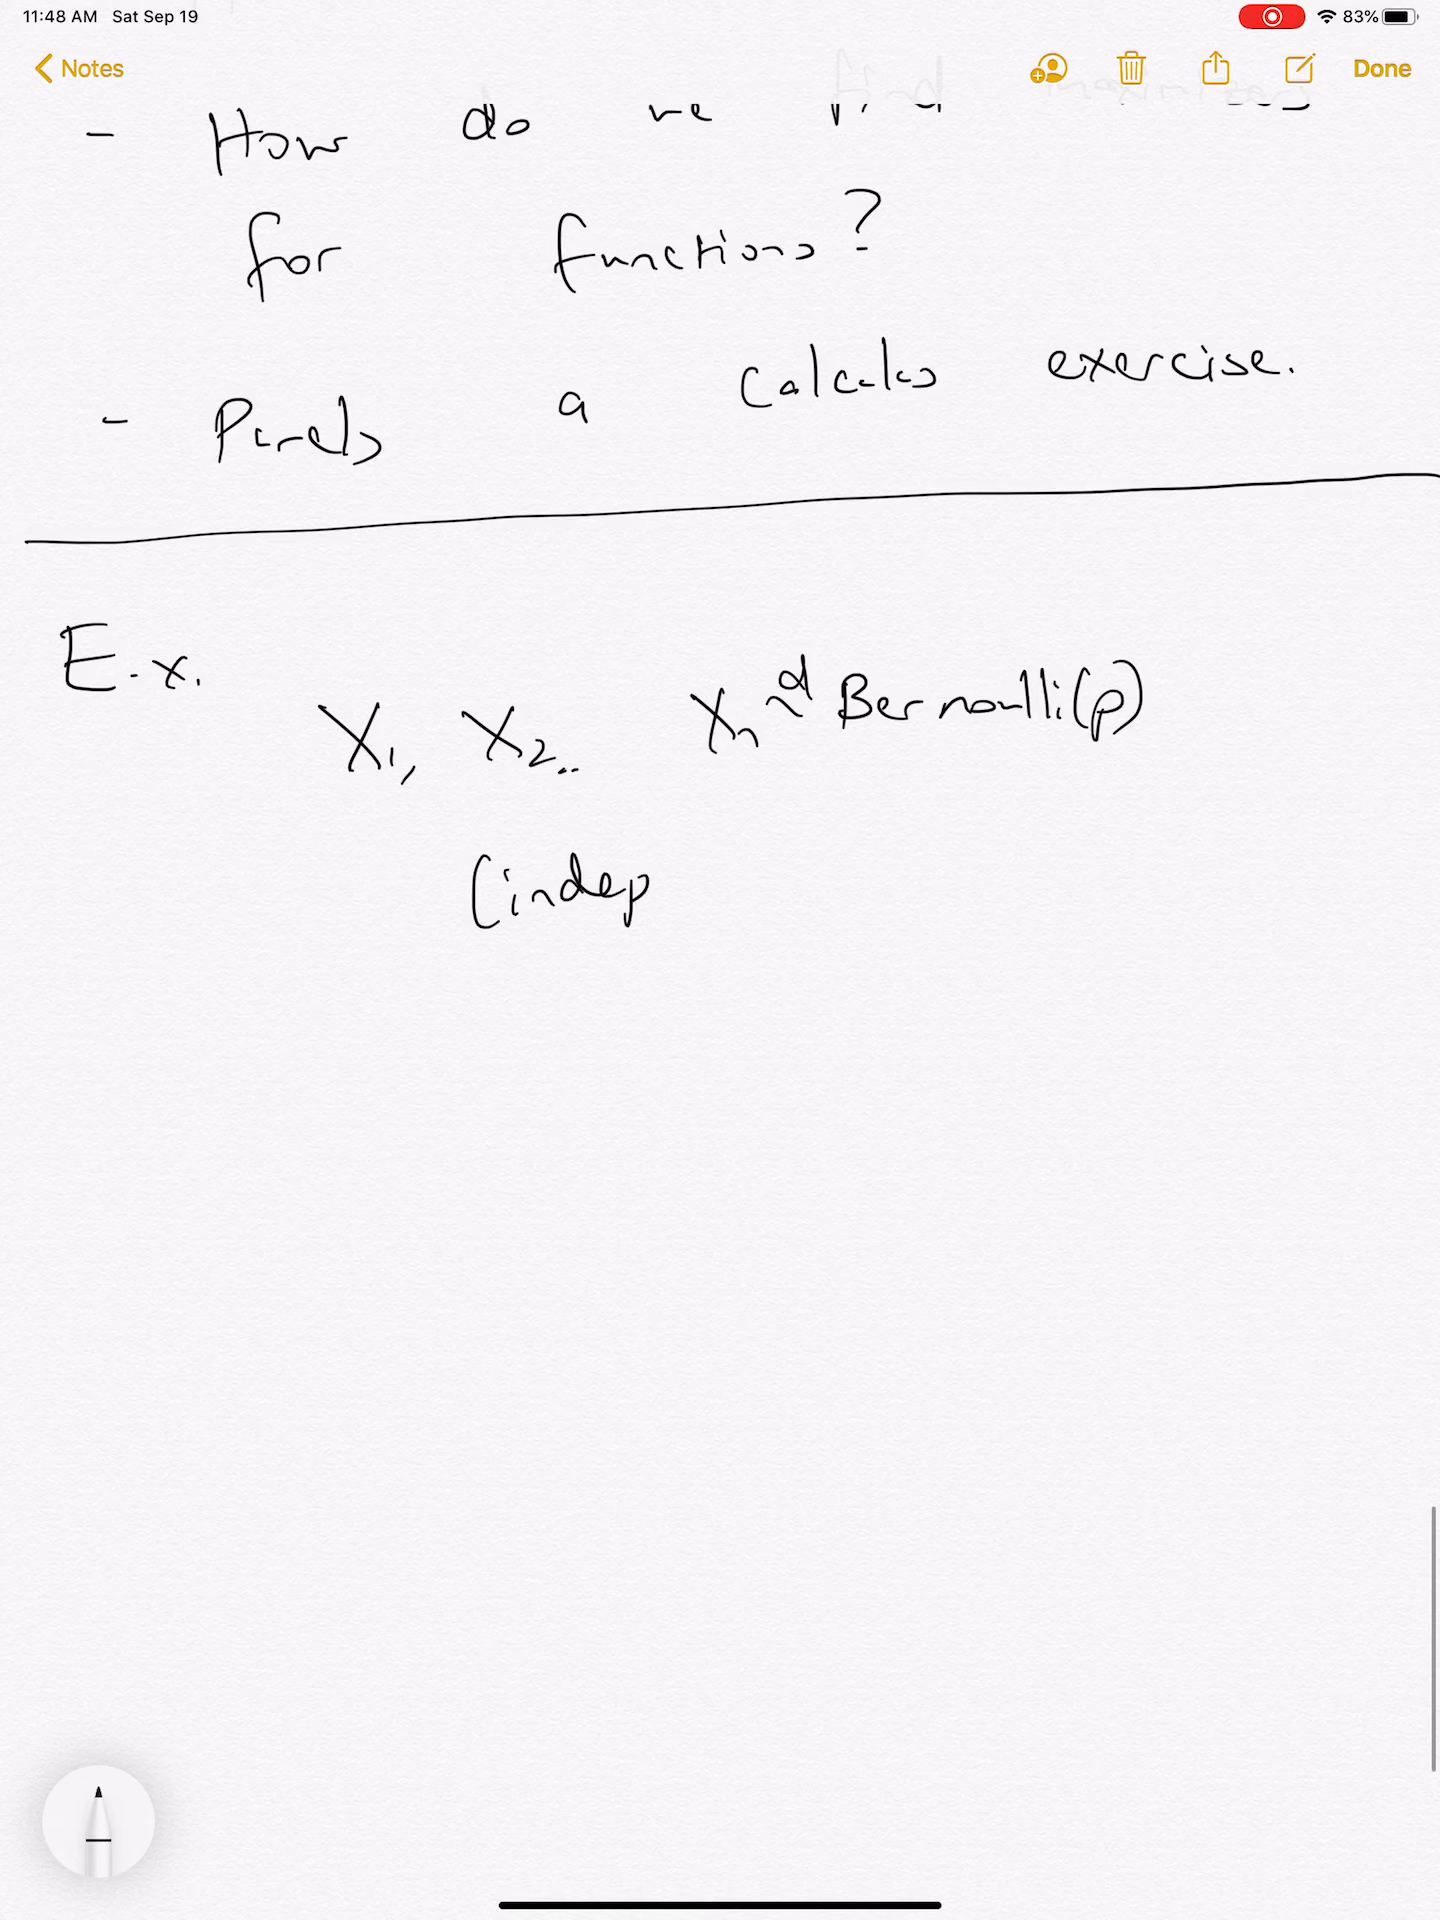 11:48 AM Sat Sep 19 83%
Notes Done
- How do we find
for functions?
- Purely a calculus exercise.
E.x.
X₁, X₂.. Xₙ ~ᵈ Bernoulli(p)
(indep